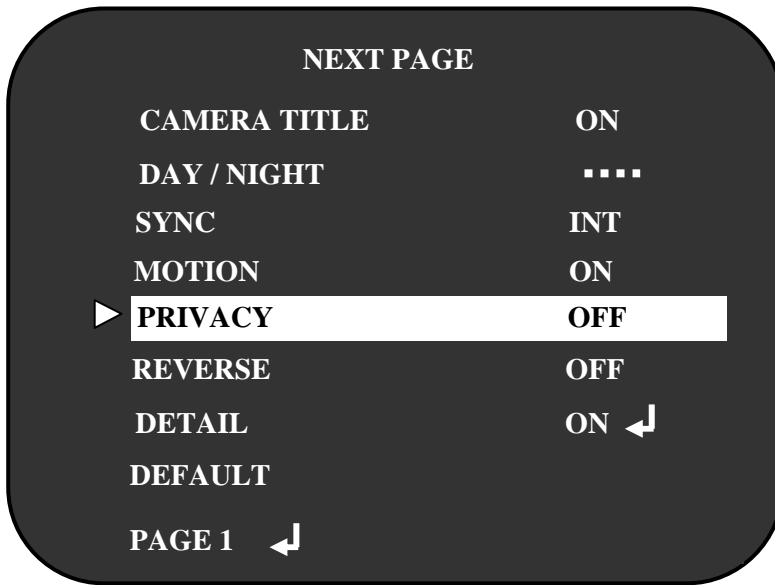 NEXT PAGE
CAMERA TITLE ON
DAY / NIGHT ....
SYNC INT
MOTION ON
PRIVACY OFF
REVERSE OFF
DETAIL ON ↲
DEFAULT
PAGE 1 ↲